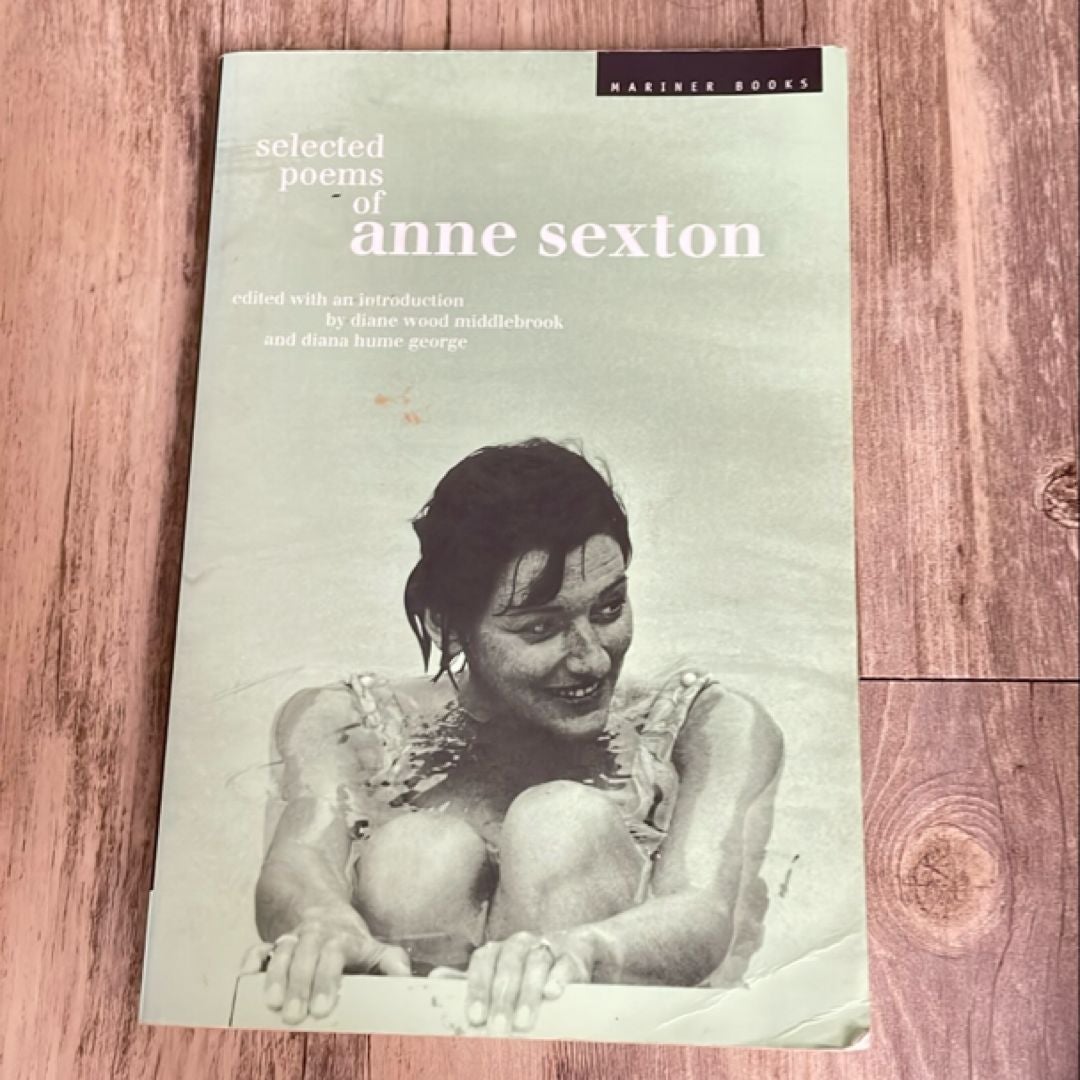 MARINER BOOKS
selected
poems
of
anne sexton
edited with an introduction
by diane wood middlebrook
and diana hume george